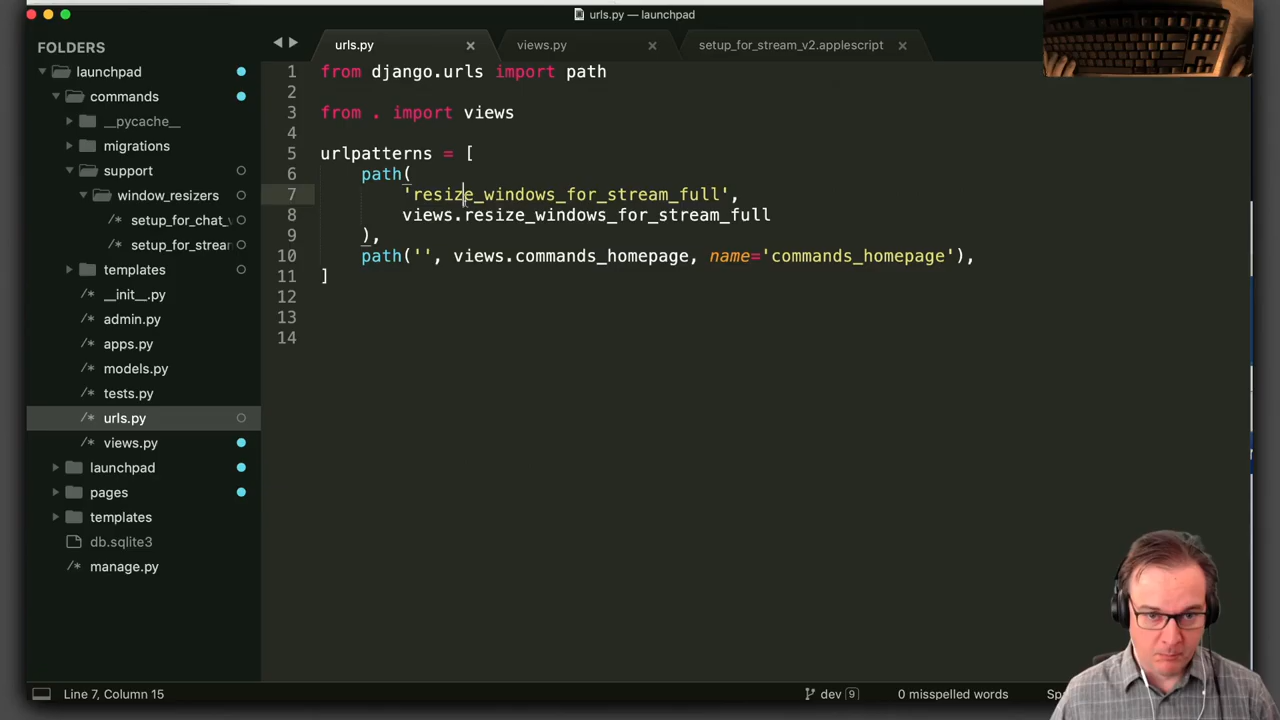 urls.py — launchpad
FOLDERS
launchpad
commands
__pycache__
migrations
support
window_resizers
setup_for_chat_v
setup_for_strear
templates
__init__.py
admin.py
apps.py
models.py
tests.py
urls.py
views.py
launchpad
pages
templates
db.sqlite3
manage.py
urls.py
views.py
setup_for_stream_v2.applescript
1 from django.urls import path
2
3 from . import views
4
5 urlpatterns = [
6 path(
7 'resize_windows_for_stream_full',
8 views.resize_windows_for_stream_full
9 ),
10 path('', views.commands_homepage, name='commands_homepage'),
11 ]
12
13
14
Line 7, Column 15
dev 9
0 misspelled words